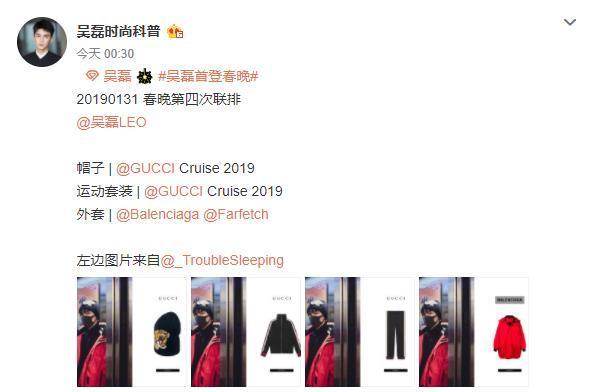 吴磊时尚科普
今天 00:30
吴磊 #吴磊首登春晚#
20190131 春晚第四次联排
@吴磊LEO
帽子 | @GUCCI Cruise 2019
运动套装 | @GUCCI Cruise 2019
外套 | @Balenciaga @Farfetch
左边图片来自@_TroubleSleeping
GUCCI
GUCCI
GUCCI
BALENCIAGA